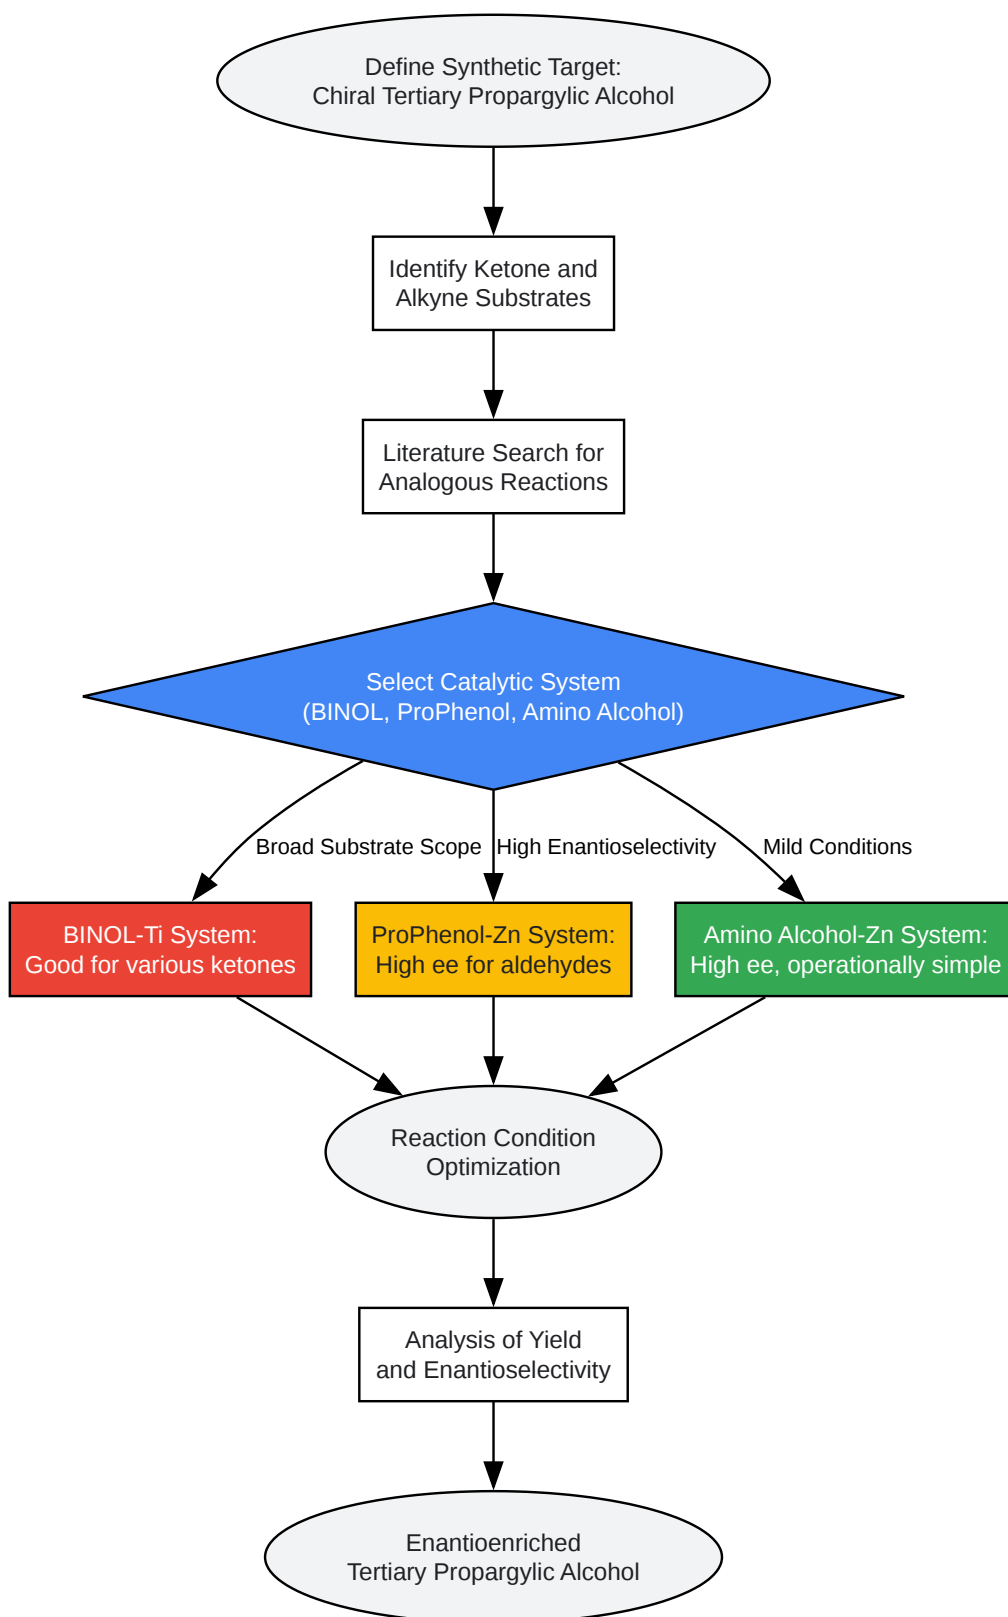 Define Synthetic Target:
Chiral Tertiary Propargylic Alcohol
Identify Ketone and
Alkyne Substrates
Literature Search for
Analogous Reactions
Select Catalytic System
(BINOL, ProPhenol, Amino Alcohol)
Broad Substrate Scope
High Enantioselectivity
Mild Conditions
BINOL-Ti System:
Good for various ketones
ProPhenol-Zn System:
High ee for aldehydes
Amino Alcohol-Zn System:
High ee, operationally simple
Reaction Condition
Optimization
Analysis of Yield
and Enantioselectivity
Enantioenriched
Tertiary Propargylic Alcohol